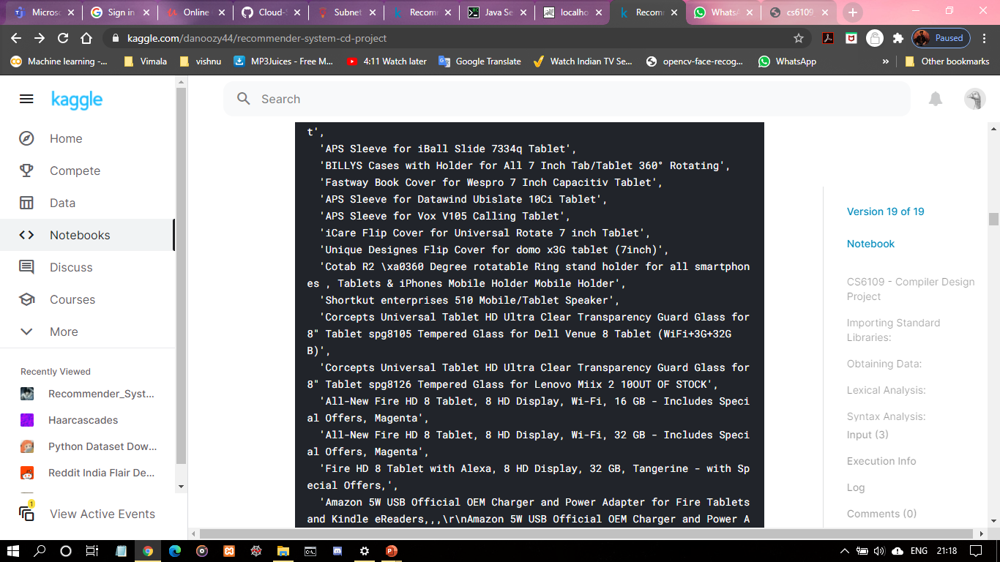 Microsc
Sign in
Online
Cloud-
Subnet
Recomm
Java Se
localho
Recomm
WhatsA
cs6109
kaggle.com/danoozy44/recommender-system-cd-project
Paused
Machine learning -...
Vimala
vishnu
MP3Juices - Free M...
4:11 Watch later
Google Translate
Watch Indian TV Se...
opencv-face-recog...
WhatsApp
»
Other bookmarks
kaggle
Search
Home
Compete
Data
Notebooks
Discuss
Courses
More
Recently Viewed
Recommender_Syst...
Haarcascades
Python Dataset Dow...
Reddit India Flair De...
1
View Active Events
t',
'APS Sleeve for iBall Slide 7334q Tablet',
'BILLYS Cases with Holder for All 7 Inch Tab/Tablet 360° Rotating',
'Fastway Book Cover for Wespro 7 Inch Capacitiv Tablet',
'APS Sleeve for Datawind Ubislate 10Ci Tablet',
'APS Sleeve for Vox V105 Calling Tablet',
'iCare Flip Cover for Universal Rotate 7 inch Tablet',
'Unique Designes Flip Cover for domo x3G tablet (7inch)',
'Cotab R2 \xa0360 Degree rotatable Ring stand holder for all smartphon
es , Tablets & iPhones Mobile Holder Mobile Holder',
'Shortkut enterprises 510 Mobile/Tablet Speaker',
'Corcepts Universal Tablet HD Ultra Clear Transparency Guard Glass for
8" Tablet spg8105 Tempered Glass for Dell Venue 8 Tablet (WiFi+3G+32G
B)',
'Corcepts Universal Tablet HD Ultra Clear Transparency Guard Glass for
8" Tablet spg8126 Tempered Glass for Lenovo Miix 2 10OUT OF STOCK',
'All-New Fire HD 8 Tablet, 8 HD Display, Wi-Fi, 16 GB - Includes Speci
al Offers, Magenta',
'All-New Fire HD 8 Tablet, 8 HD Display, Wi-Fi, 32 GB - Includes Speci
al Offers, Magenta',
'Fire HD 8 Tablet with Alexa, 8 HD Display, 32 GB, Tangerine - with Sp
ecial Offers,',
'Amazon 5W USB Official OEM Charger and Power Adapter for Fire Tablets
and Kindle eReaders,,,\r\nAmazon 5W USB Official OEM Charger and Power A
Version 19 of 19
Notebook
CS6109 - Compiler Design
Project
Importing Standard
Libraries:
Obtaining Data:
Lexical Analysis:
Syntax Analysis:
Input (3)
Execution Info
Log
Comments (0)
ENG
21:18